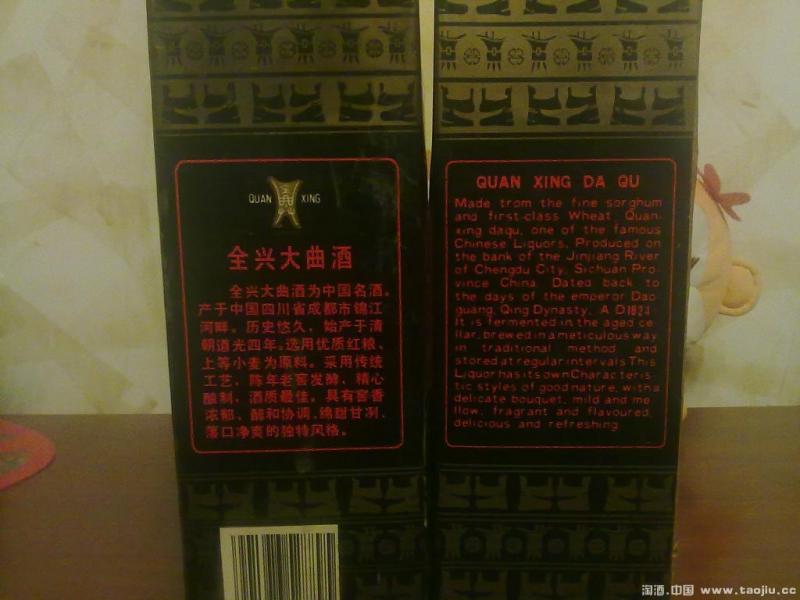 QUAN XING
全兴大曲酒
全兴大曲酒为中国名酒。
产于中国四川省成都市锦江
河畔。历史悠久，始产于清
朝道光四年。选用优质红粮、
上等小麦为原料。采用传统
工艺，陈年老窖发酵，精心
酿制，酒质最佳。具有窖香
浓郁、醇和协调、绵甜甘冽、
落口净爽的独特风格。
QUAN XING DA QU
Made trom the fine sorghum
and first-class Wheat, Quan
xing daqu, one of the famous
Chinese Liquors, Produced on
the bank of the Jinjiang River
of Chengdu City, Sichuan Pro-
vince China. Dated back to
the days of the emperor Dao
guang, Qing Dynasty, A D1824
It is fermented in the aged ce
llar, brewed in a meticulous way
in traditional method and
stored at regular intervals This
Liquor has its own Characteris
tic styles of good nature, with a
delicate bouquet, mild and me
llow, fragrant and flavoured,
delicious and refreshing
淘酒.中国 www.taojiu.cc